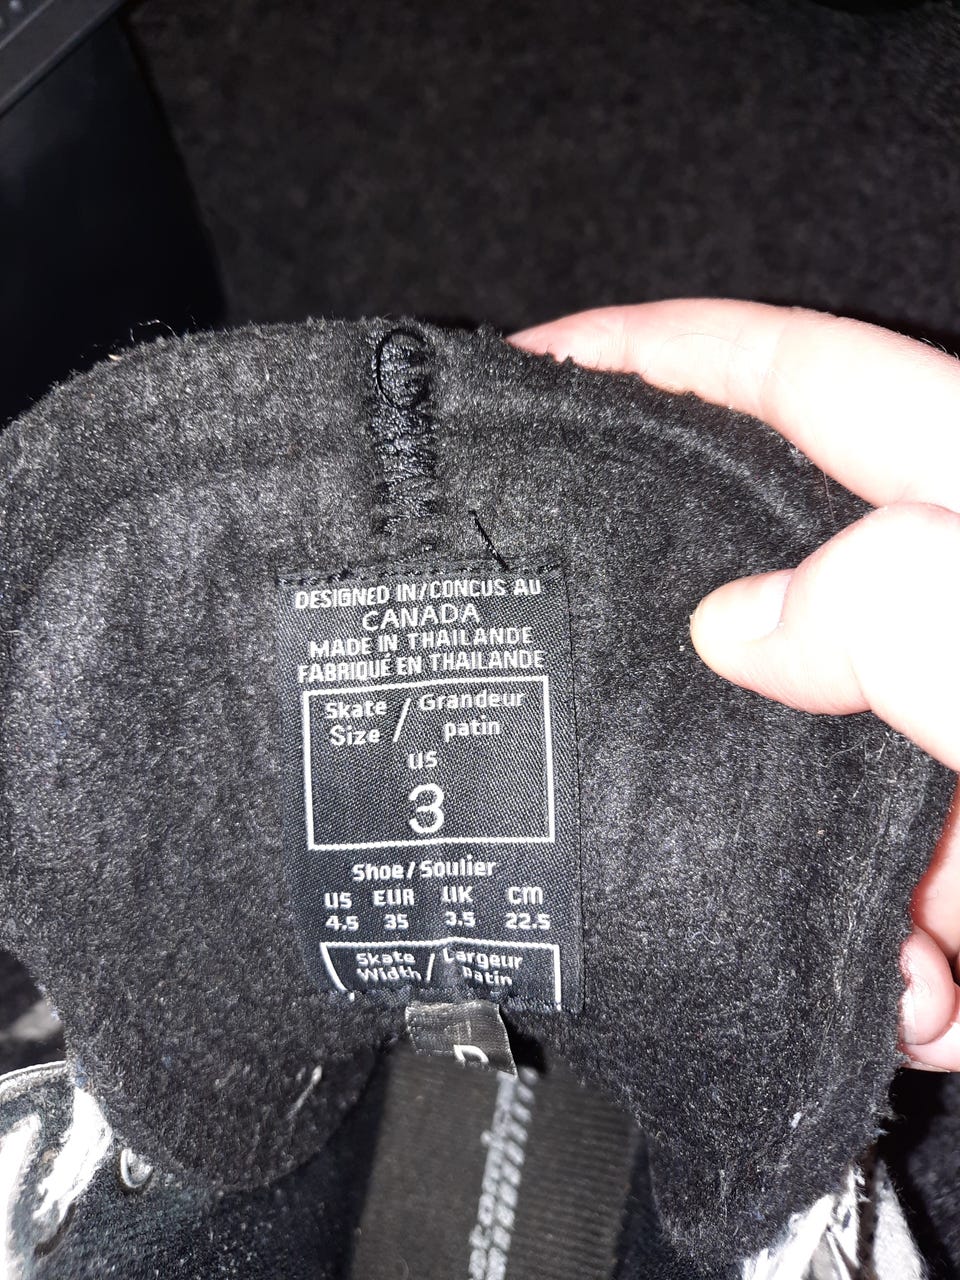 DESIGNED IN/CONCUS AU
CANADA
MADE IN THAILANDE
FABRIQUÉ EN THAILANDE
Skate Size / Grandeur patin
US
3
Shoe/Soulier
US EUR UK CM
4.5 35 3.5 22.5
Skate Width / Largeur patin
D